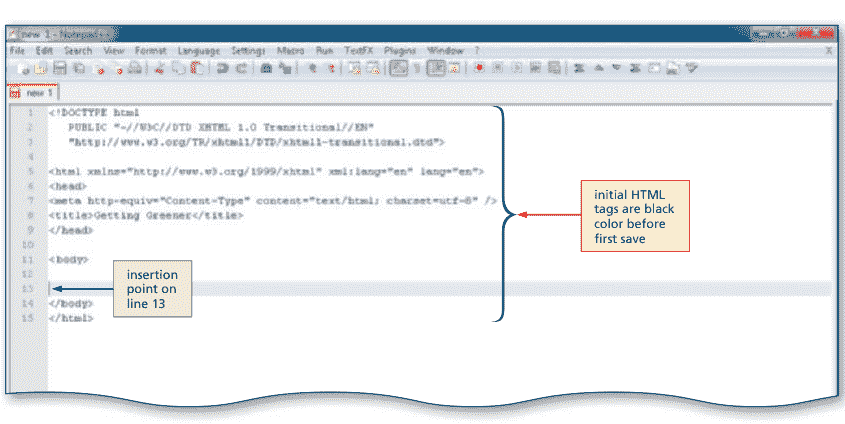 new 1 - Notepad++
File Edit Search View Format Language Settings Macro Run TextFX Plugins Window ? X
new 1
1 <!DOCTYPE html
2 PUBLIC "-//W3C//DTD XHTML 1.0 Transitional//EN"
3 "http://www.w3.org/TR/xhtml1/DTD/xhtml1-transitional.dtd">
4
5 <html xmlns="http://www.w3.org/1999/xhtml" xml:lang="en" lang="en">
6 <head>
7 <meta http-equiv="Content-Type" content="text/html; charset=utf-8" />
8 <title>Getting Greener</title>
9 </head>
10
11 <body>
12
13
14 </body>
15 </html>
initial HTML
tags are black
color before
first save
insertion
point on
line 13